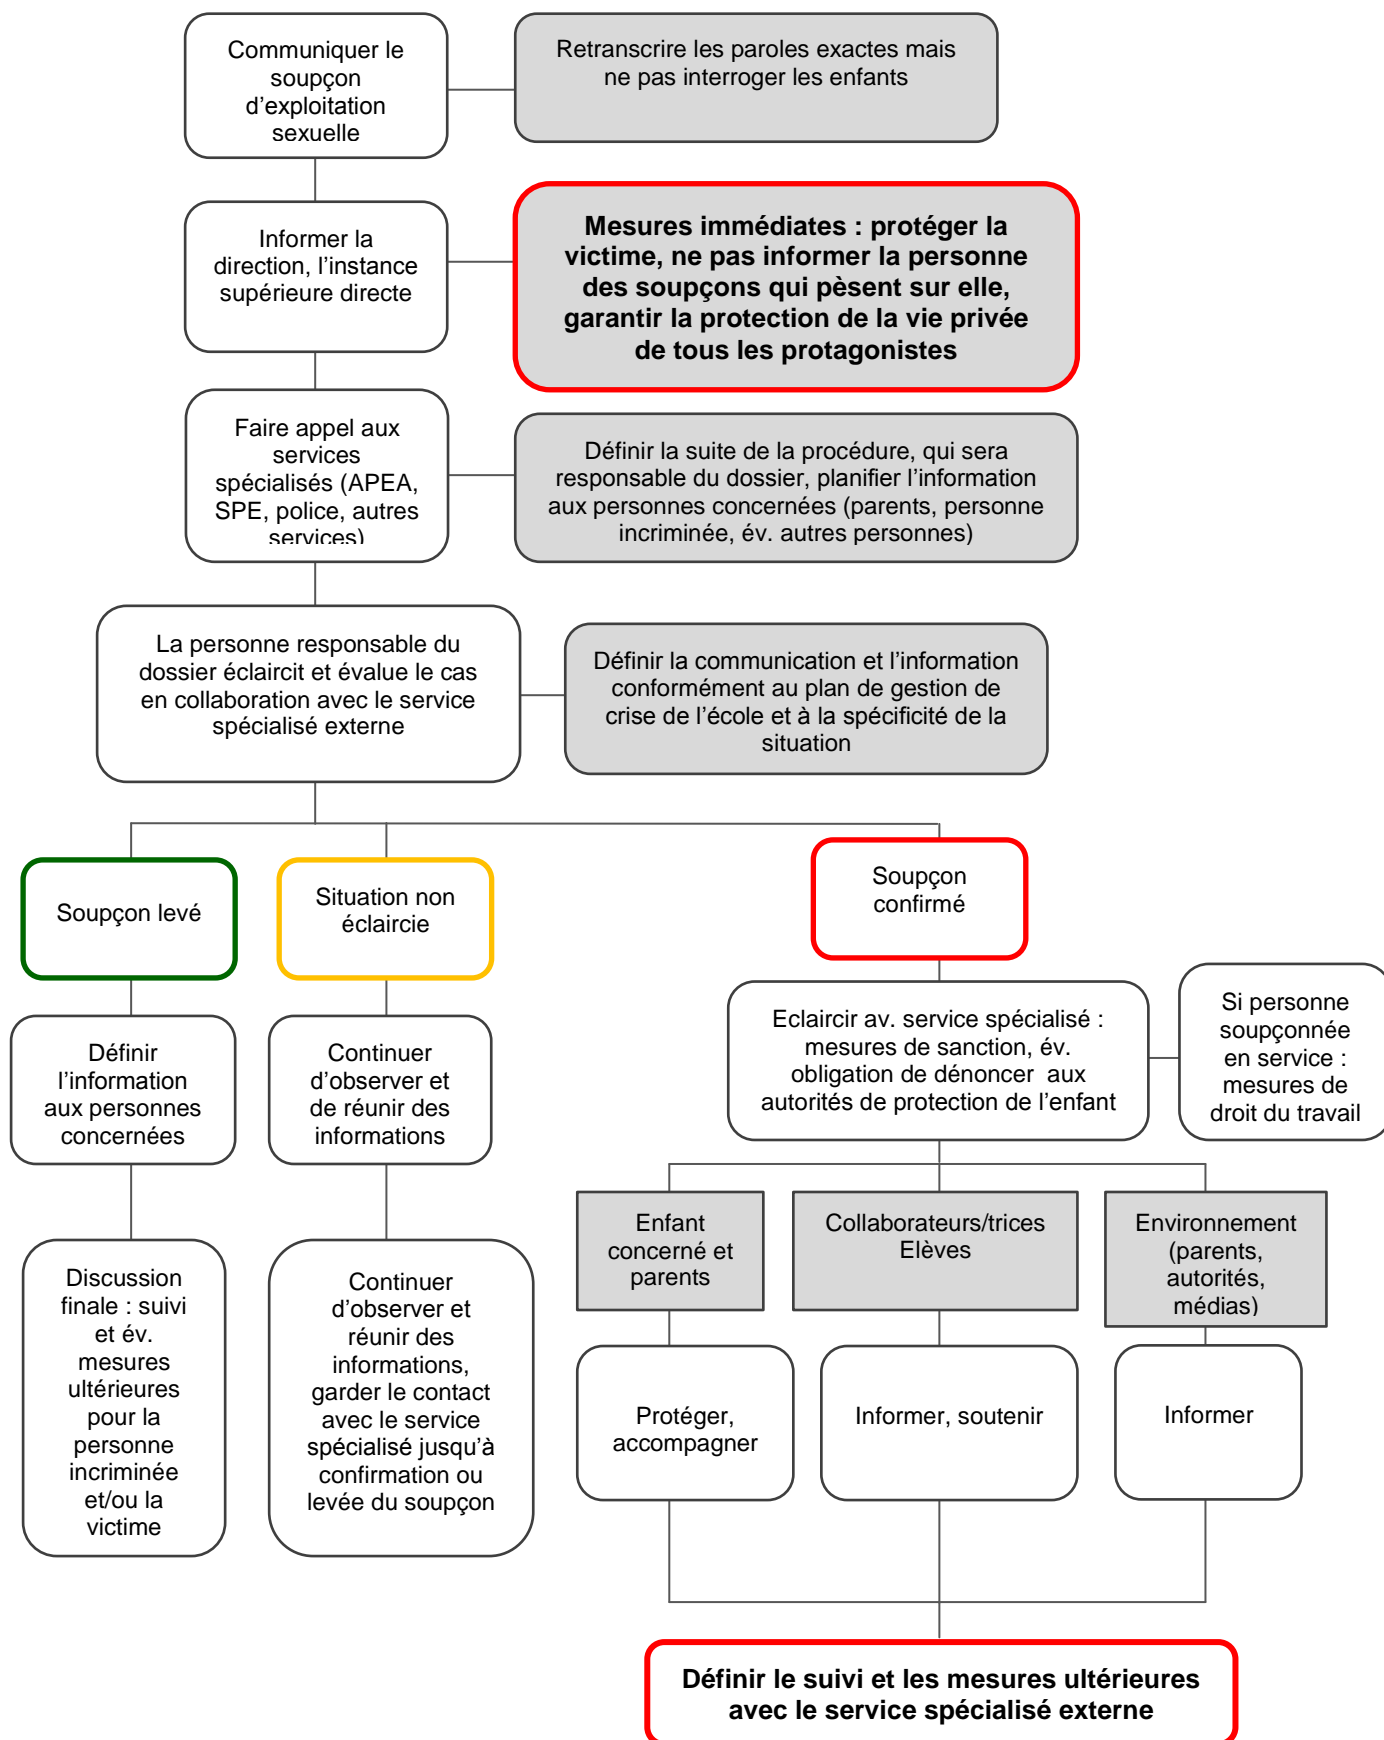 Communiquer le
soupçon
d’exploitation
sexuelle
Retranscrire les paroles exactes mais
ne pas interroger les enfants
Informer la
direction, l’instance
supérieure directe
Mesures immédiates : protéger la
victime, ne pas informer la personne
des soupçons qui pèsent sur elle,
garantir la protection de la vie privée
de tous les protagonistes
Faire appel aux
services
spécialisés (APEA,
SPE, police, autres
services)
Définir la suite de la procédure, qui sera
responsable du dossier, planifier l’information
aux personnes concernées (parents, personne
incriminée, év. autres personnes)
La personne responsable du
dossier éclaircit et évalue le cas
en collaboration avec le service
spécialisé externe
Définir la communication et l’information
conformément au plan de gestion de
crise de l’école et à la spécificité de la
situation
Soupçon levé
Situation non
éclaircie
Soupçon
confirmé
Définir
l’information
aux personnes
concernées
Continuer
d’observer et
de réunir des
informations
Eclaircir av. service spécialisé :
mesures de sanction, év.
obligation de dénoncer  aux
autorités de protection de l’enfant
Si personne
soupçonnée
en service :
mesures de
droit du travail
Discussion
finale : suivi
et év.
mesures
ultérieures
pour la
personne
incriminée
et/ou la
victime
Continuer
d’observer et
réunir des
informations,
garder le contact
avec le service
spécialisé jusqu’à
confirmation ou
levée du soupçon
Enfant
concerné et
parents
Collaborateurs/trices
Elèves
Environnement
(parents,
autorités,
médias)
Protéger,
accompagner
Informer, soutenir
Informer
Définir le suivi et les mesures ultérieures
avec le service spécialisé externe